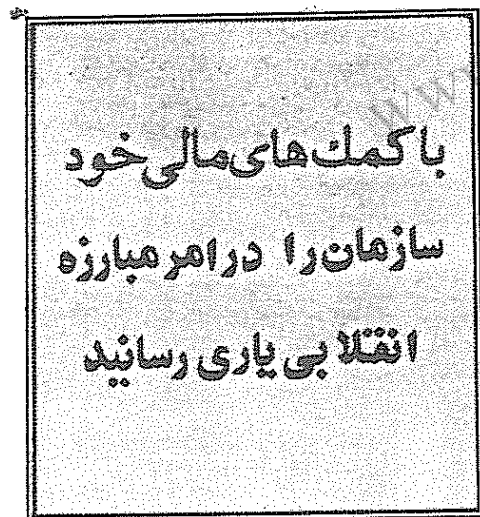 با کمک‌های مالی خود
سازمان را در امر مبارزه
انقلابی یاری رسانید